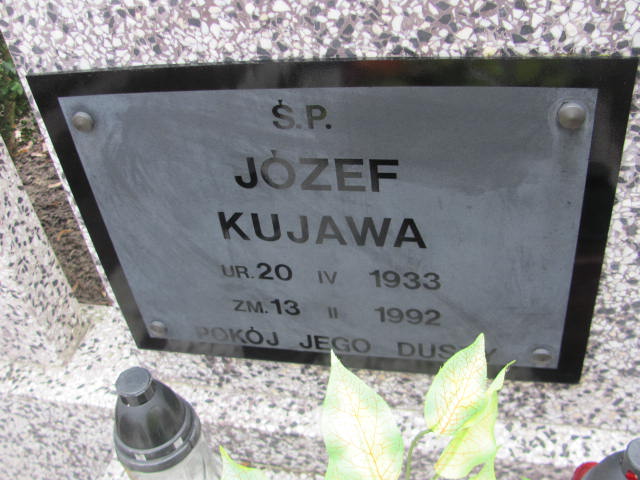 Ś.P.
JÓZEF
KUJAWA
UR. 20 IV 1933
ZM. 13 II 1992
POKÓJ JEGO DUSZY